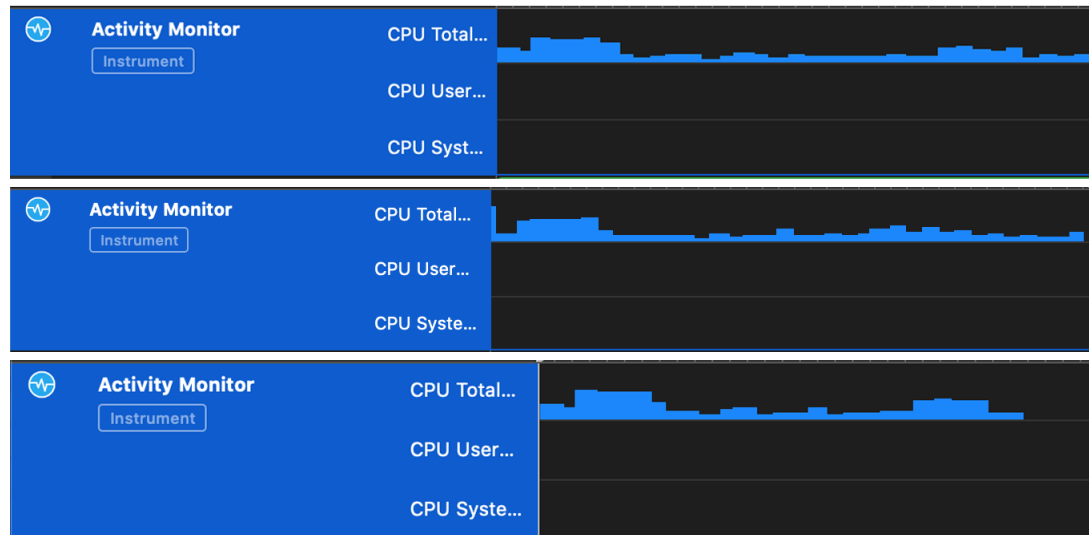 Activity Monitor
Instrument
CPU Total...
CPU User...
CPU Syst...
Activity Monitor
Instrument
CPU Total...
CPU User...
CPU Syste...
Activity Monitor
Instrument
CPU Total...
CPU User...
CPU Syste...